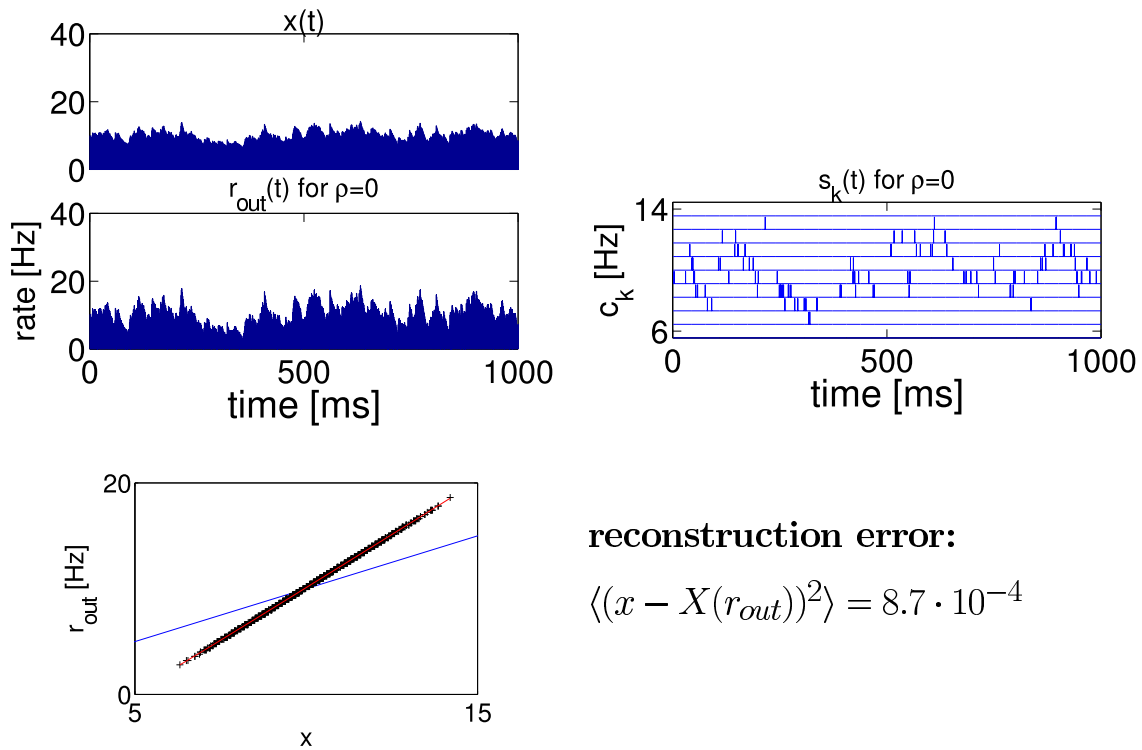 x(t)
40
20
0
r_out(t) for ρ=0
40
20
0
rate [Hz]
0 500 1000
time [ms]
s_k(t) for ρ=0
14
6
c_k [Hz]
0 500 1000
time [ms]
20
0
r_out [Hz]
5 15
x
reconstruction error:
⟨(x − X(r_out))²⟩ = 8.7 · 10⁻⁴